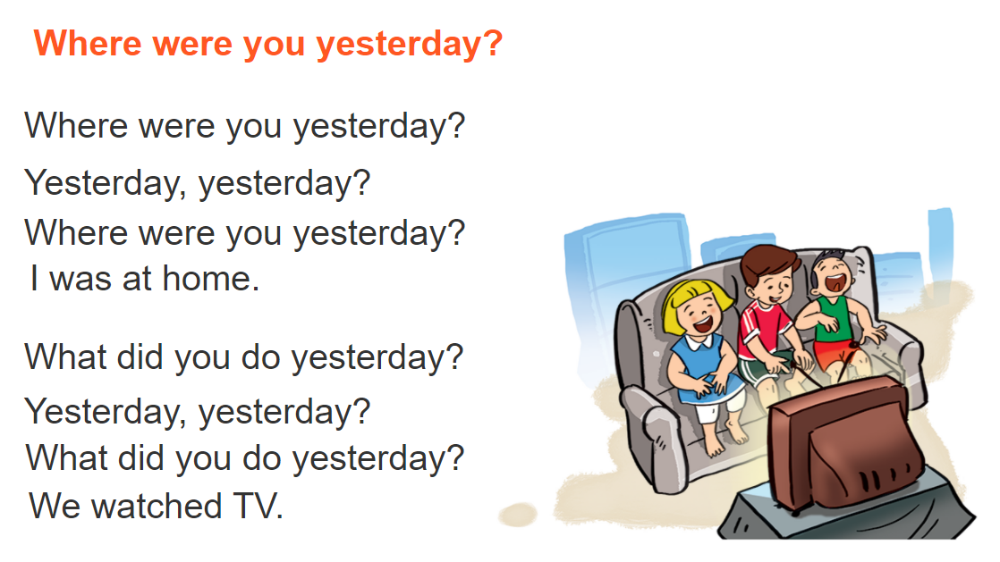 Where were you yesterday?
Where were you yesterday?
Yesterday, yesterday?
Where were you yesterday?
I was at home.
What did you do yesterday?
Yesterday, yesterday?
What did you do yesterday?
We watched TV.